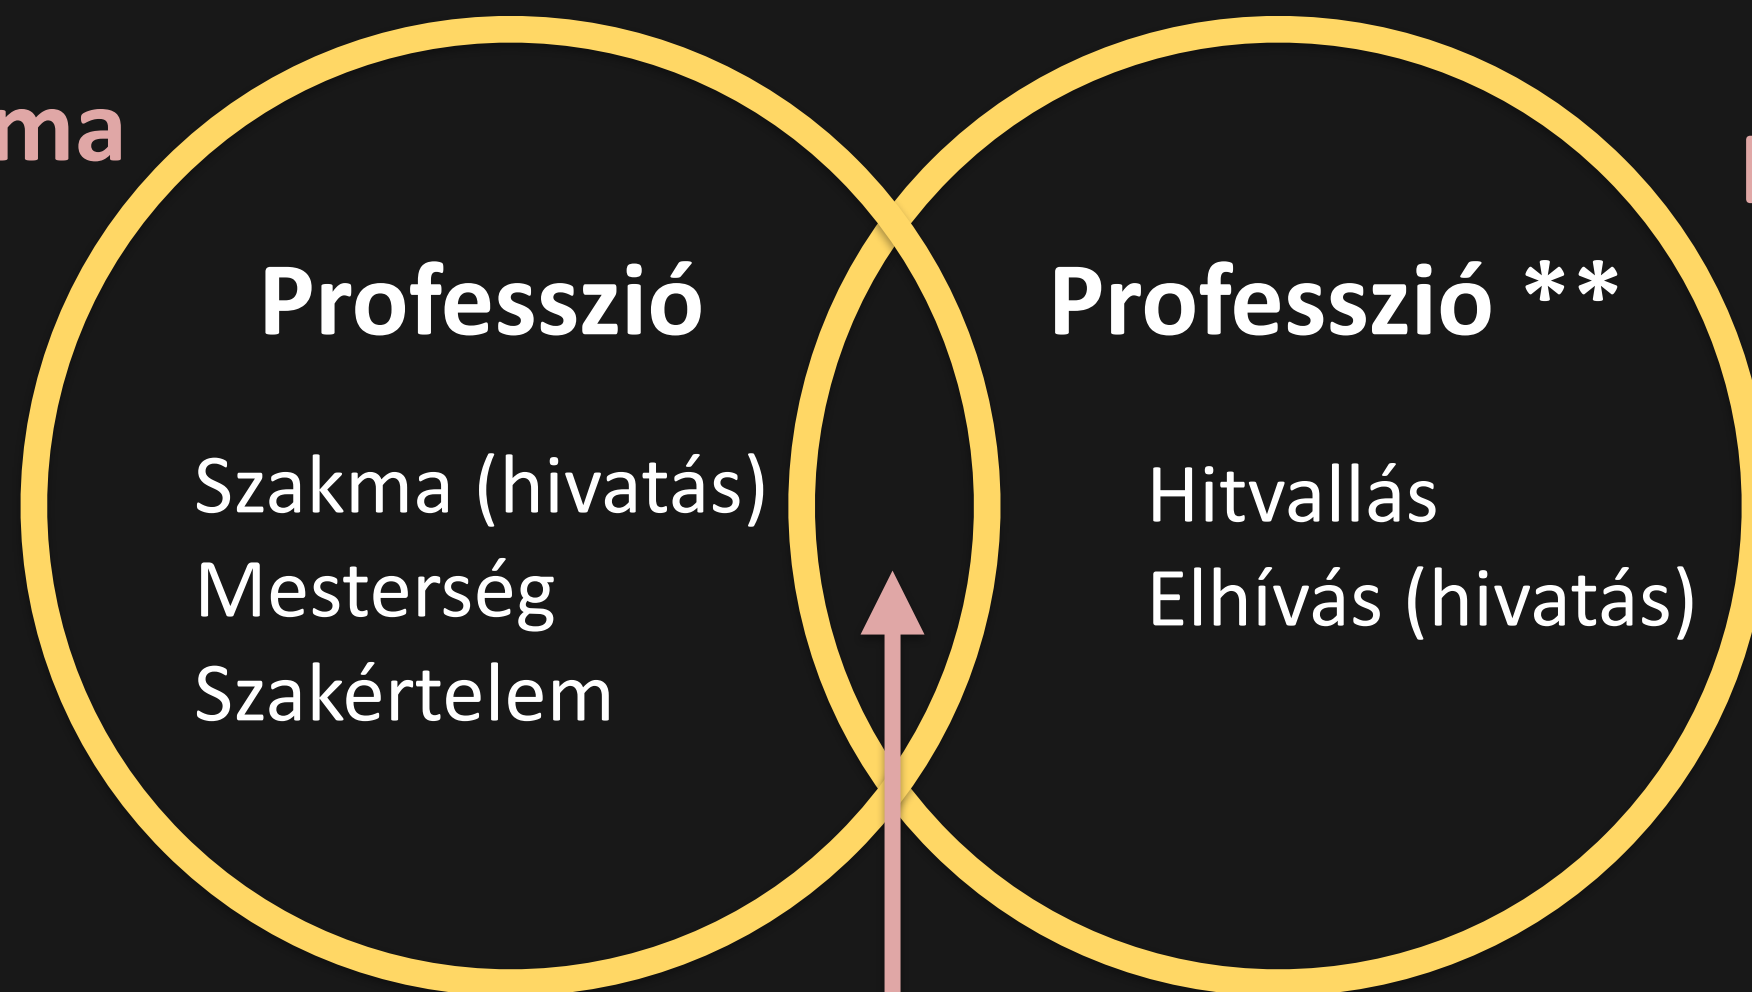 ma
Professzió
Szakma (hivatás)
Mesterség
Szakértelem
Professzió **
Hitvallás
Elhívás (hivatás)